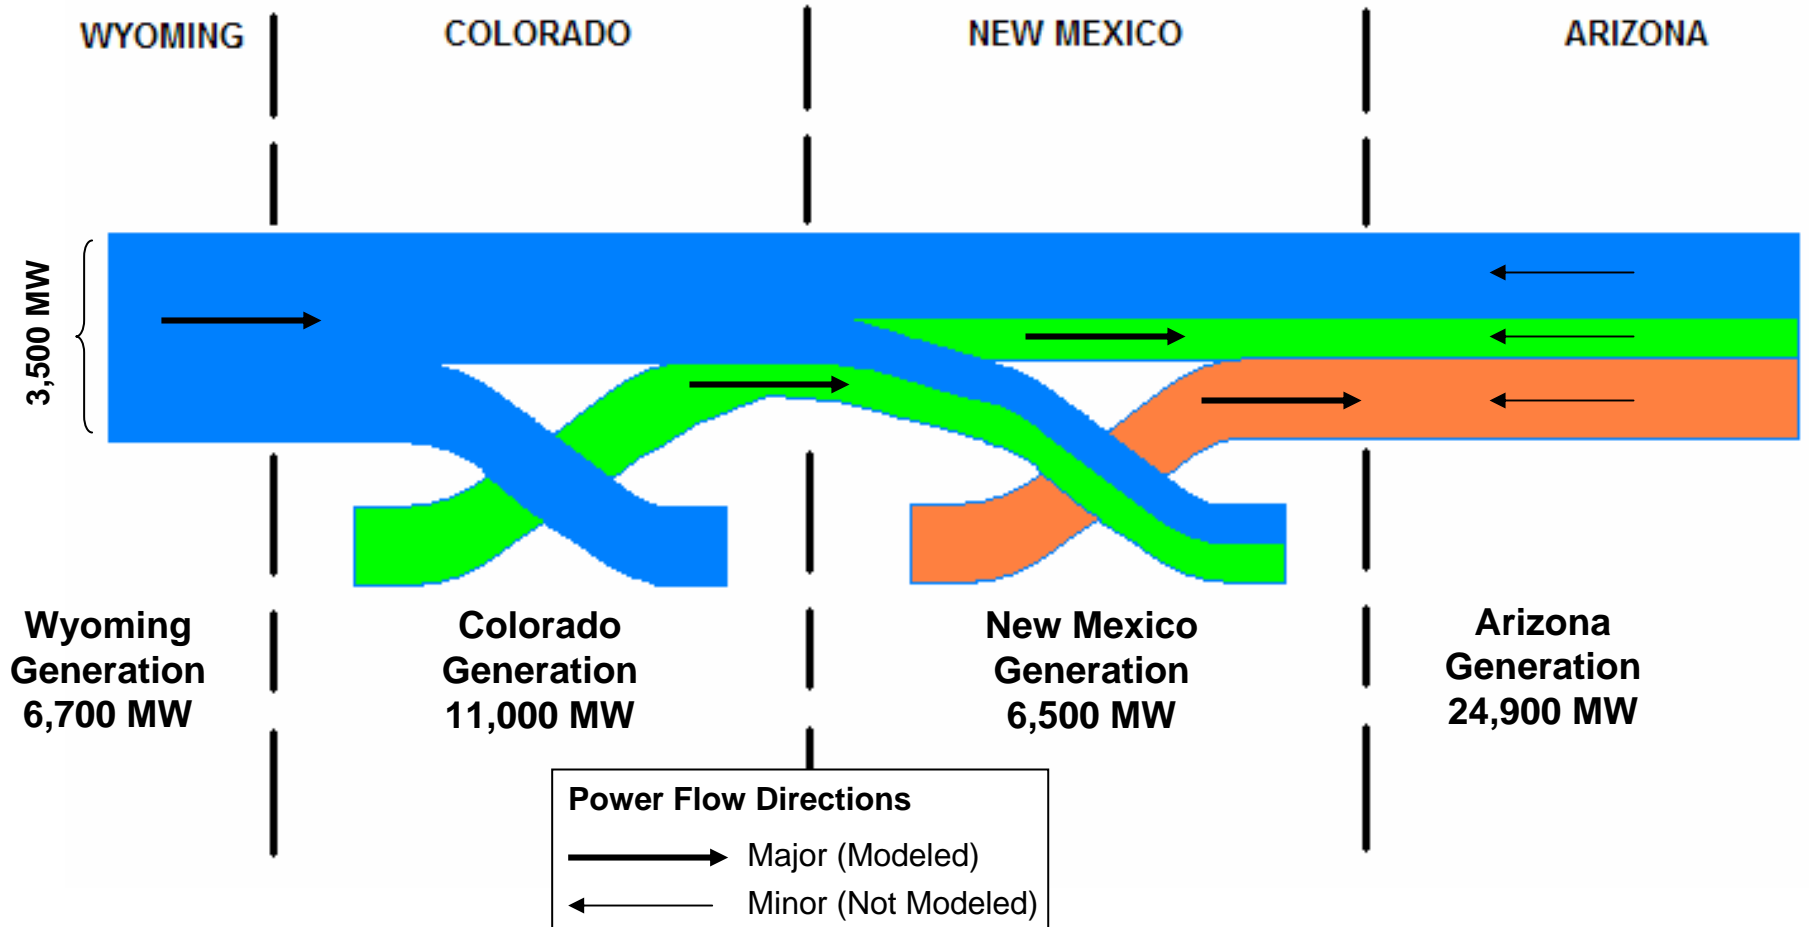 WYOMING
COLORADO
NEW MEXICO
ARIZONA
3,500 MW
Wyoming
Generation
6,700 MW
Colorado
Generation
11,000 MW
New Mexico
Generation
6,500 MW
Arizona
Generation
24,900 MW
Power Flow Directions
Major (Modeled)
Minor (Not Modeled)